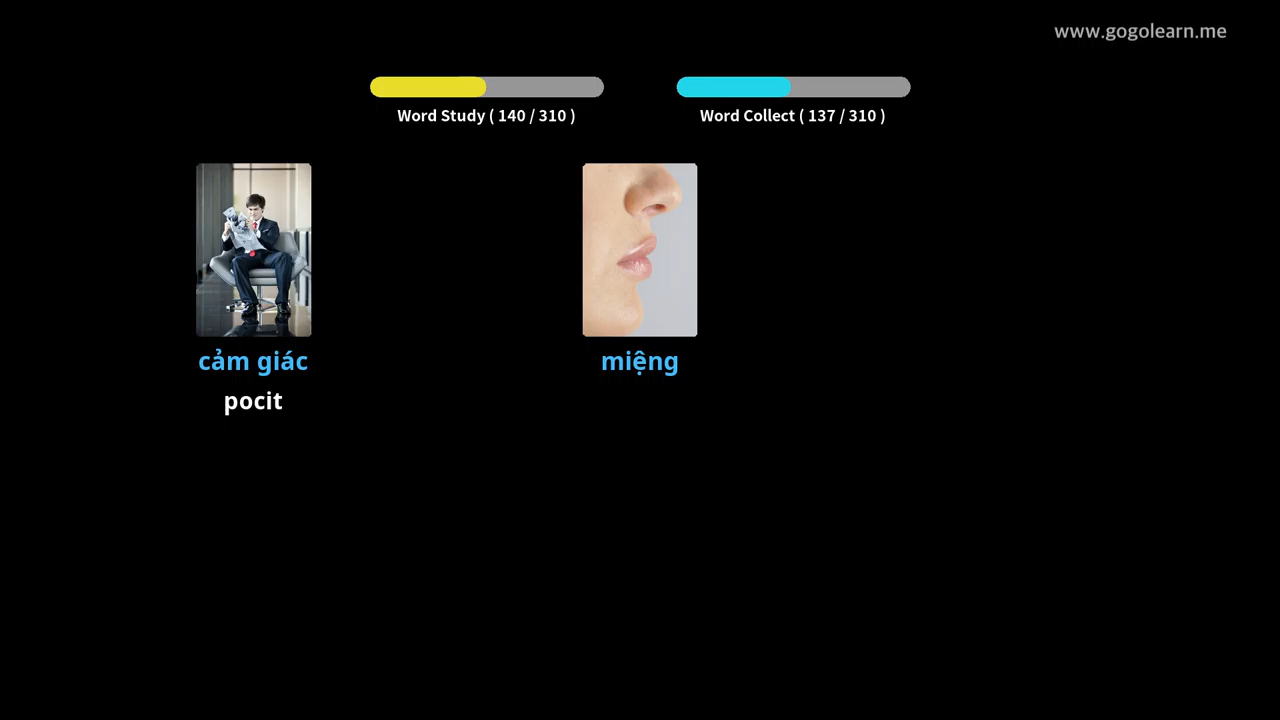 www.gogolearn.me
Word Study ( 140 / 310 )
Word Collect ( 137 / 310 )
cảm giác
miệng
pocit